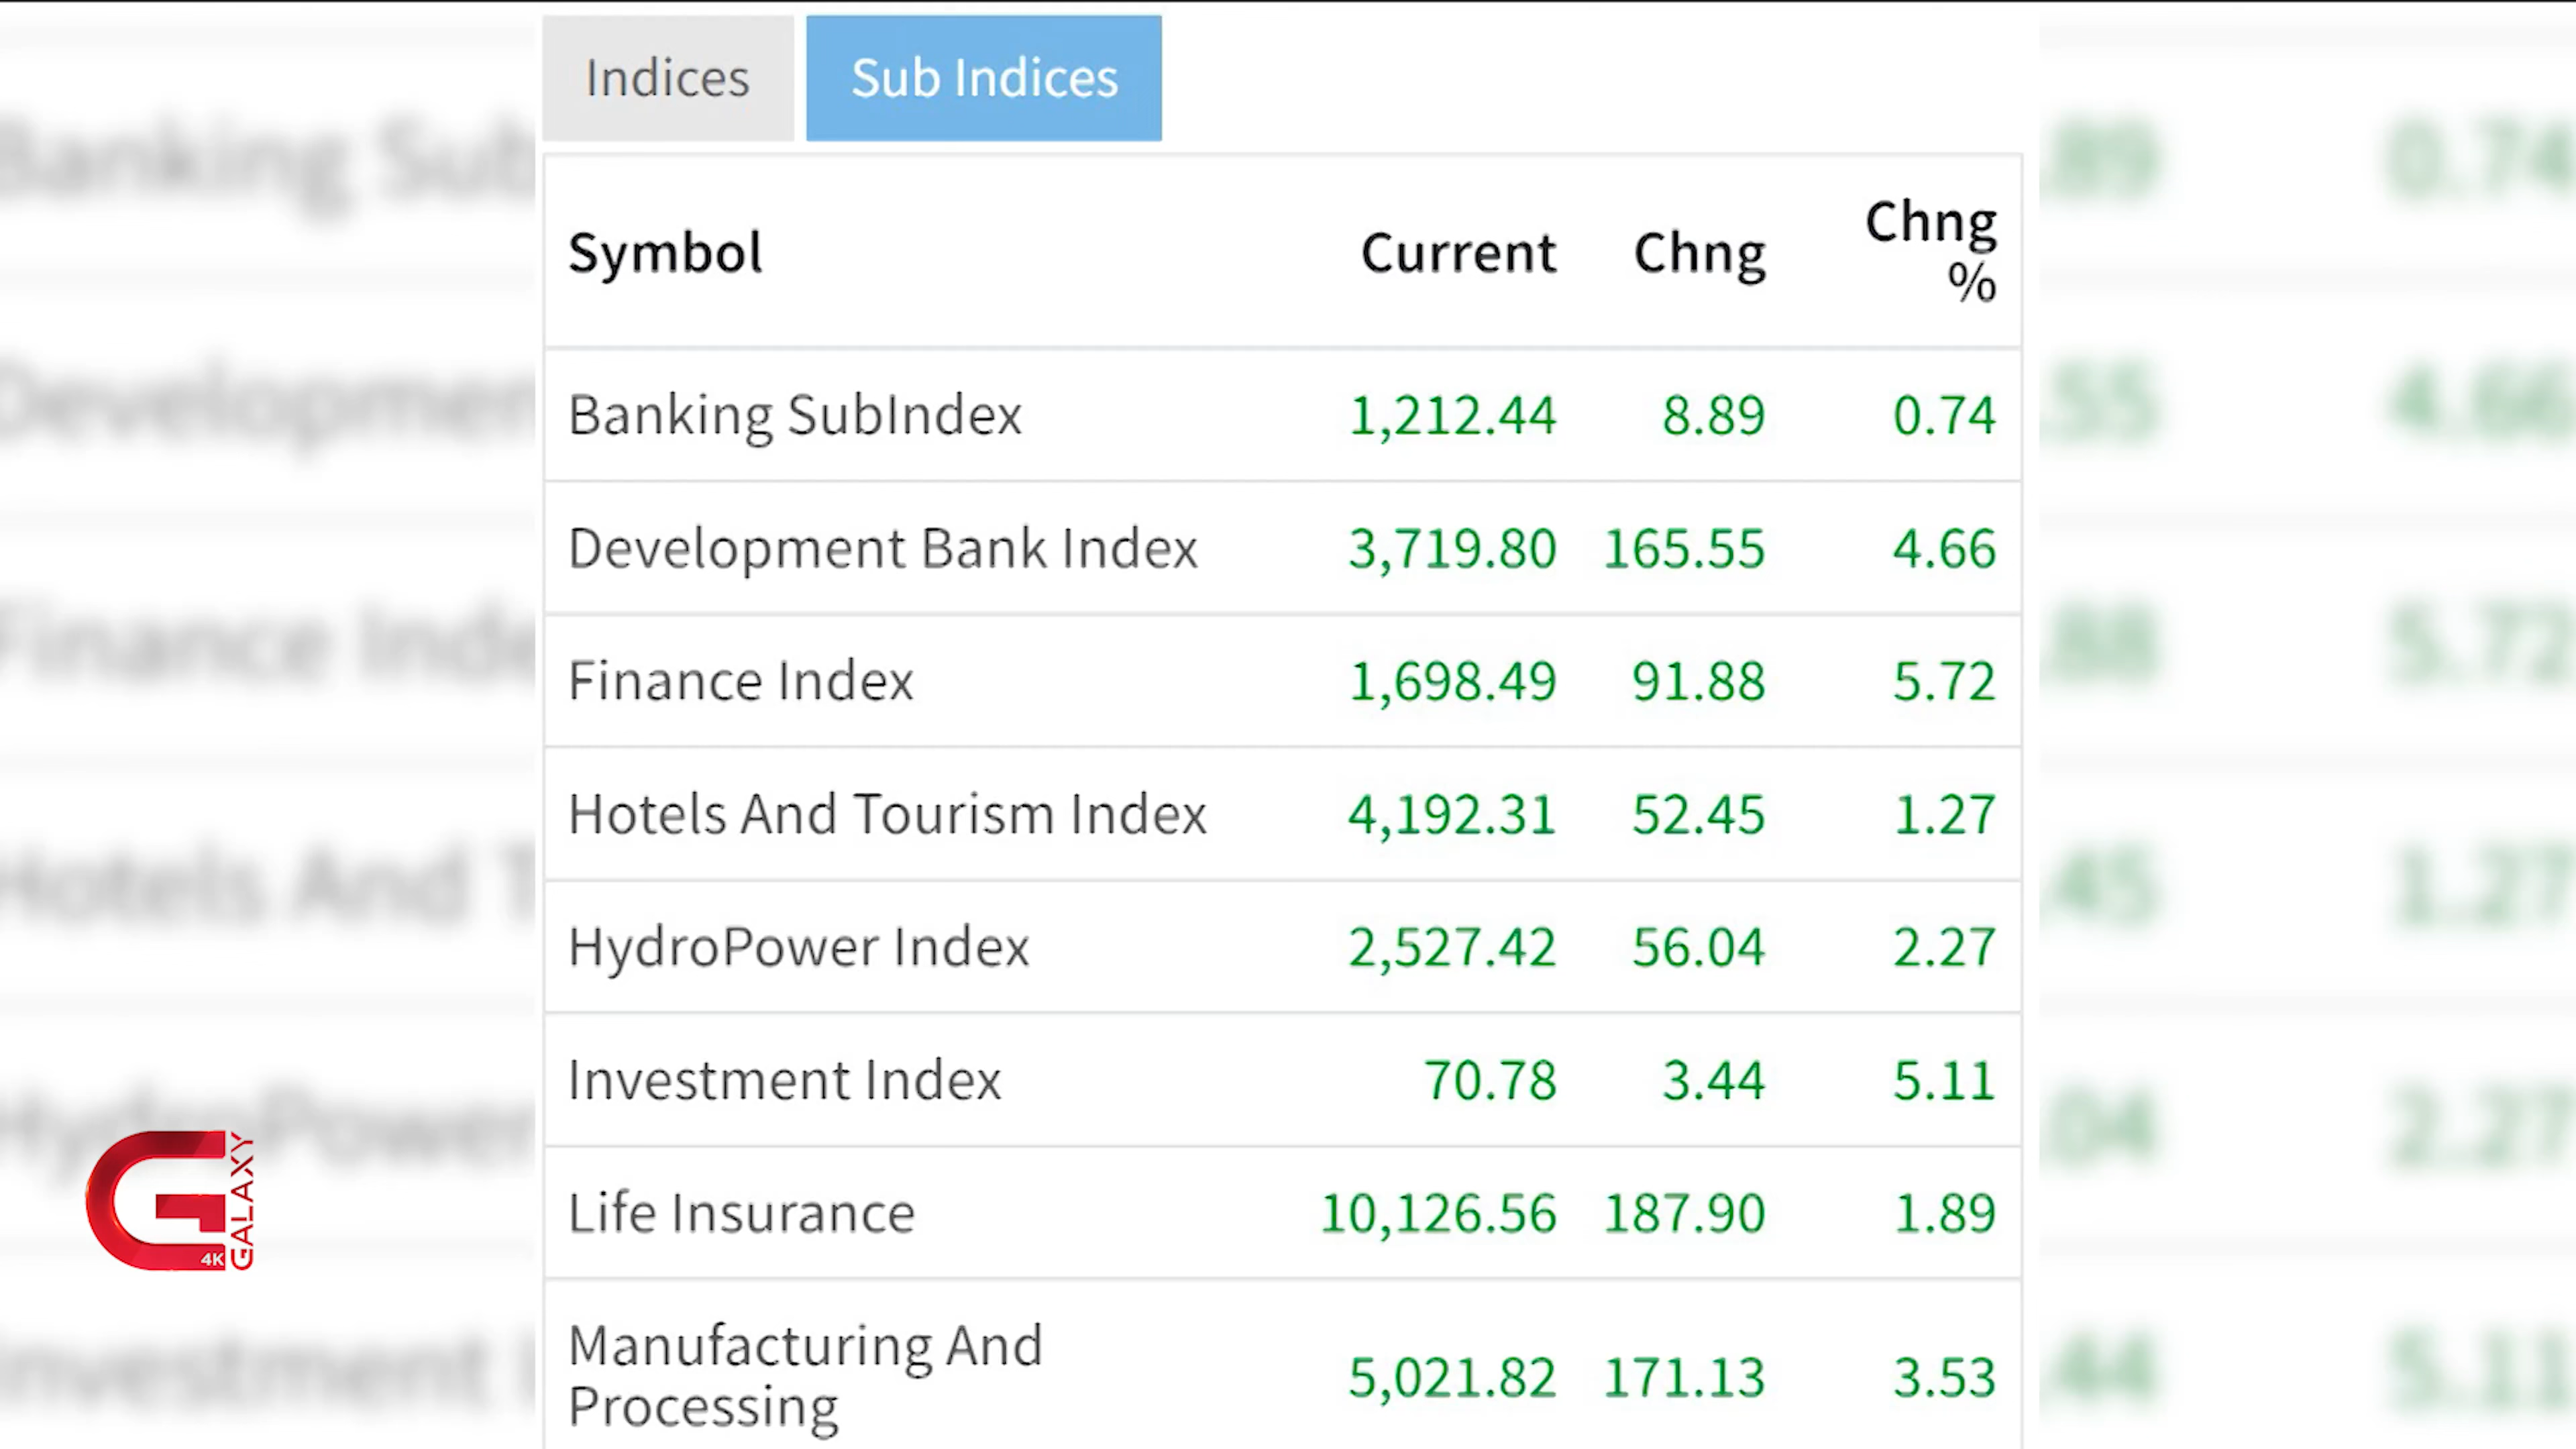 Indices Sub Indices
Symbol Current Chng Chng %
Banking SubIndex 1,212.44 8.89 0.74
Development Bank Index 3,719.80 165.55 4.66
Finance Index 1,698.49 91.88 5.72
Hotels And Tourism Index 4,192.31 52.45 1.27
HydroPower Index 2,527.42 56.04 2.27
Investment Index 70.78 3.44 5.11
Life Insurance 10,126.56 187.90 1.89
Manufacturing And
Processing 5,021.82 171.13 3.53
GALAXY
4K